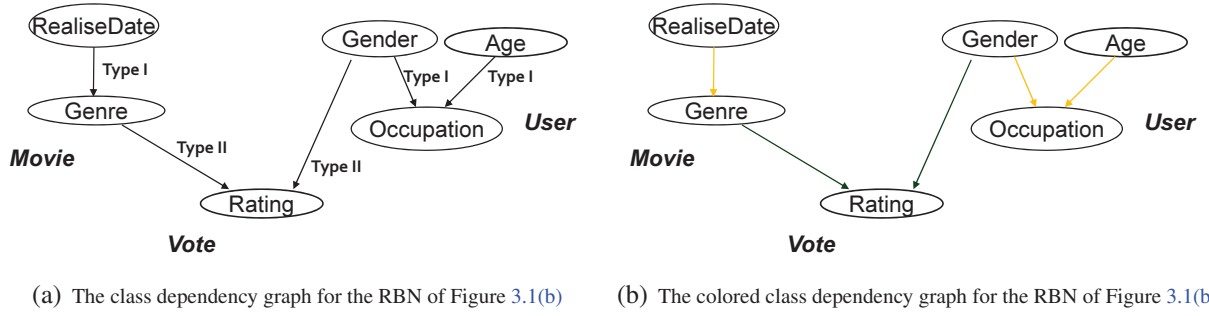 RealiseDate
Gender
Age
Type I
Type I
Type I
Genre
Occupation
User
Movie
Type II
Type II
Rating
Vote
(a) The class dependency graph for the RBN of Figure 3.1(b)
RealiseDate
Gender
Age
Genre
Occupation
User
Movie
Rating
Vote
(b) The colored class dependency graph for the RBN of Figure 3.1(b